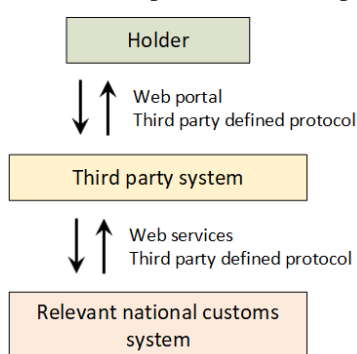 Holder
Web portal
Third party defined protocol
Third party system
Web services
Third party defined protocol
Relevant national customs
system